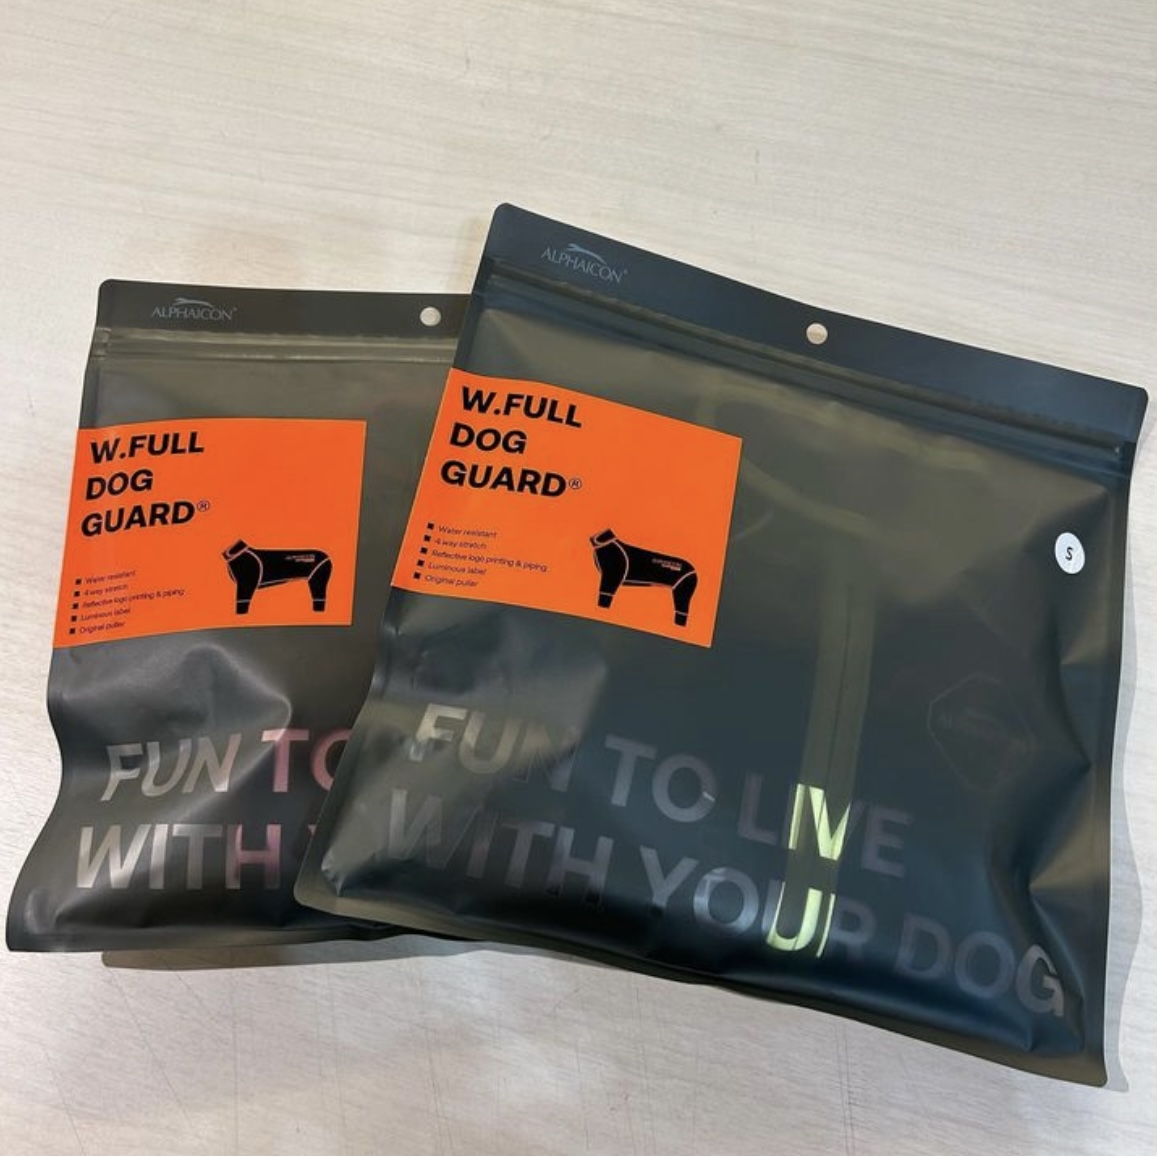 ALPHAICON®
W.FULL
DOG
GUARD®
Water resistant
4 way stretch
Reflective logo printing & piping
Luminous label
Original puller
FUN TO
WITH
ALPHAICON®
W.FULL
DOG
GUARD®
Water resistant
4 way stretch
Reflective logo printing & piping
Luminous label
Original puller
S
FUN TO LIVE
WITH YOUR DOG